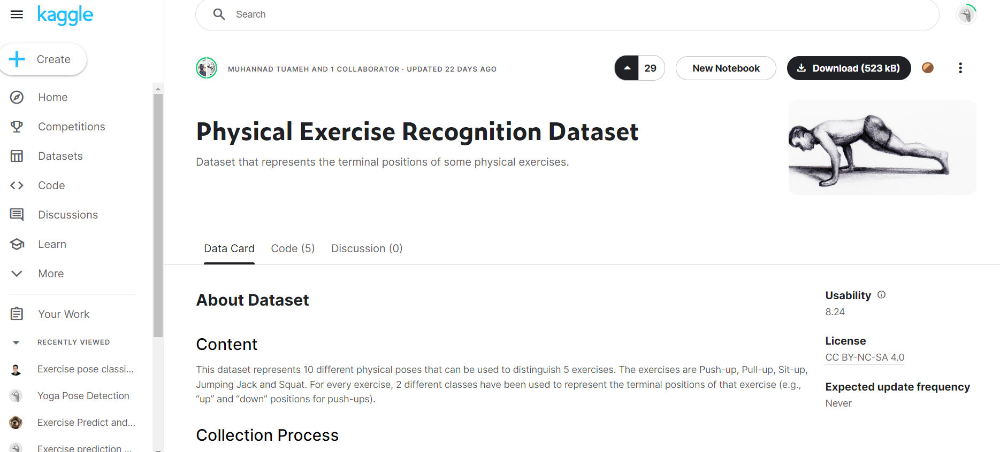 kaggle
Search
Create
Home
Competitions
Datasets
Code
Discussions
Learn
More
Your Work
RECENTLY VIEWED
Exercise pose classi...
Yoga Pose Detection
Exercise Predict and...
Exercise prediction ...
MUHANNAD TUAMEH AND 1 COLLABORATOR · UPDATED 22 DAYS AGO
29
New Notebook
Download (523 kB)
Physical Exercise Recognition Dataset
Dataset that represents the terminal positions of some physical exercises.
Data Card
Code (5)
Discussion (0)
About Dataset
Content
This dataset represents 10 different physical poses that can be used to distinguish 5 exercises. The exercises are Push-up, Pull-up, Sit-up,
Jumping Jack and Squat. For every exercise, 2 different classes have been used to represent the terminal positions of that exercise (e.g.,
“up” and “down” positions for push-ups).
Collection Process
Usability
8.24
License
CC BY-NC-SA 4.0
Expected update frequency
Never